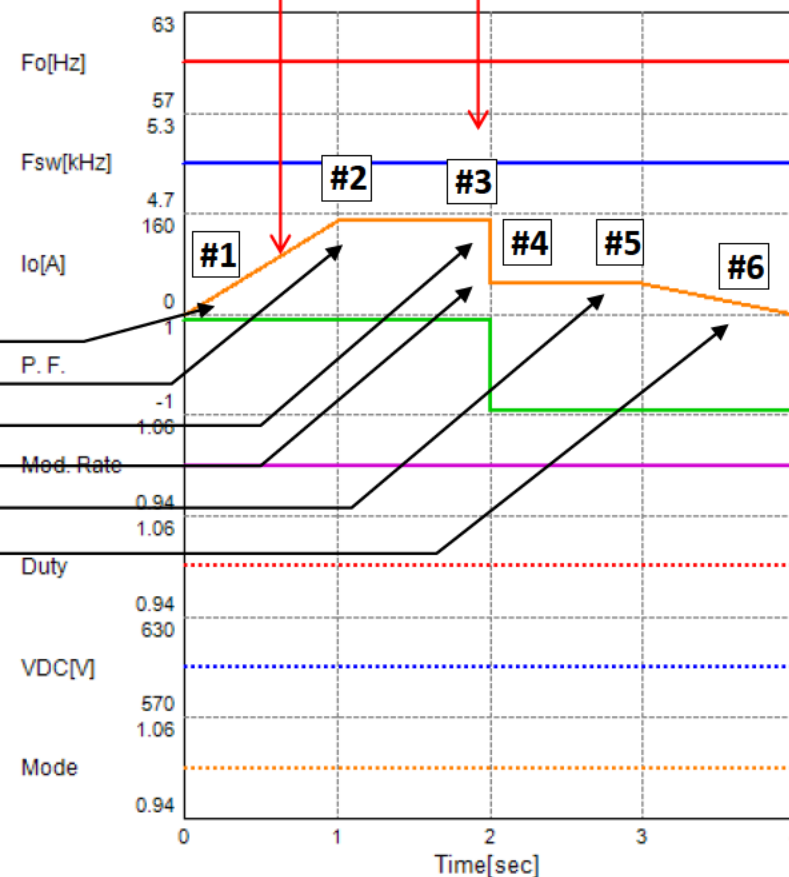 63
Fo[Hz]
57
5.3
Fsw[kHz]
#2
#3
4.7
160
#1
#4
#5
#6
Io[A]
0
1
P. F.
-1
1.06
Mod. Rate
0.94
1.06
Duty
0.94
630
VDC[V]
570
1.06
Mode
0.94
0 1 2 3
Time[sec]